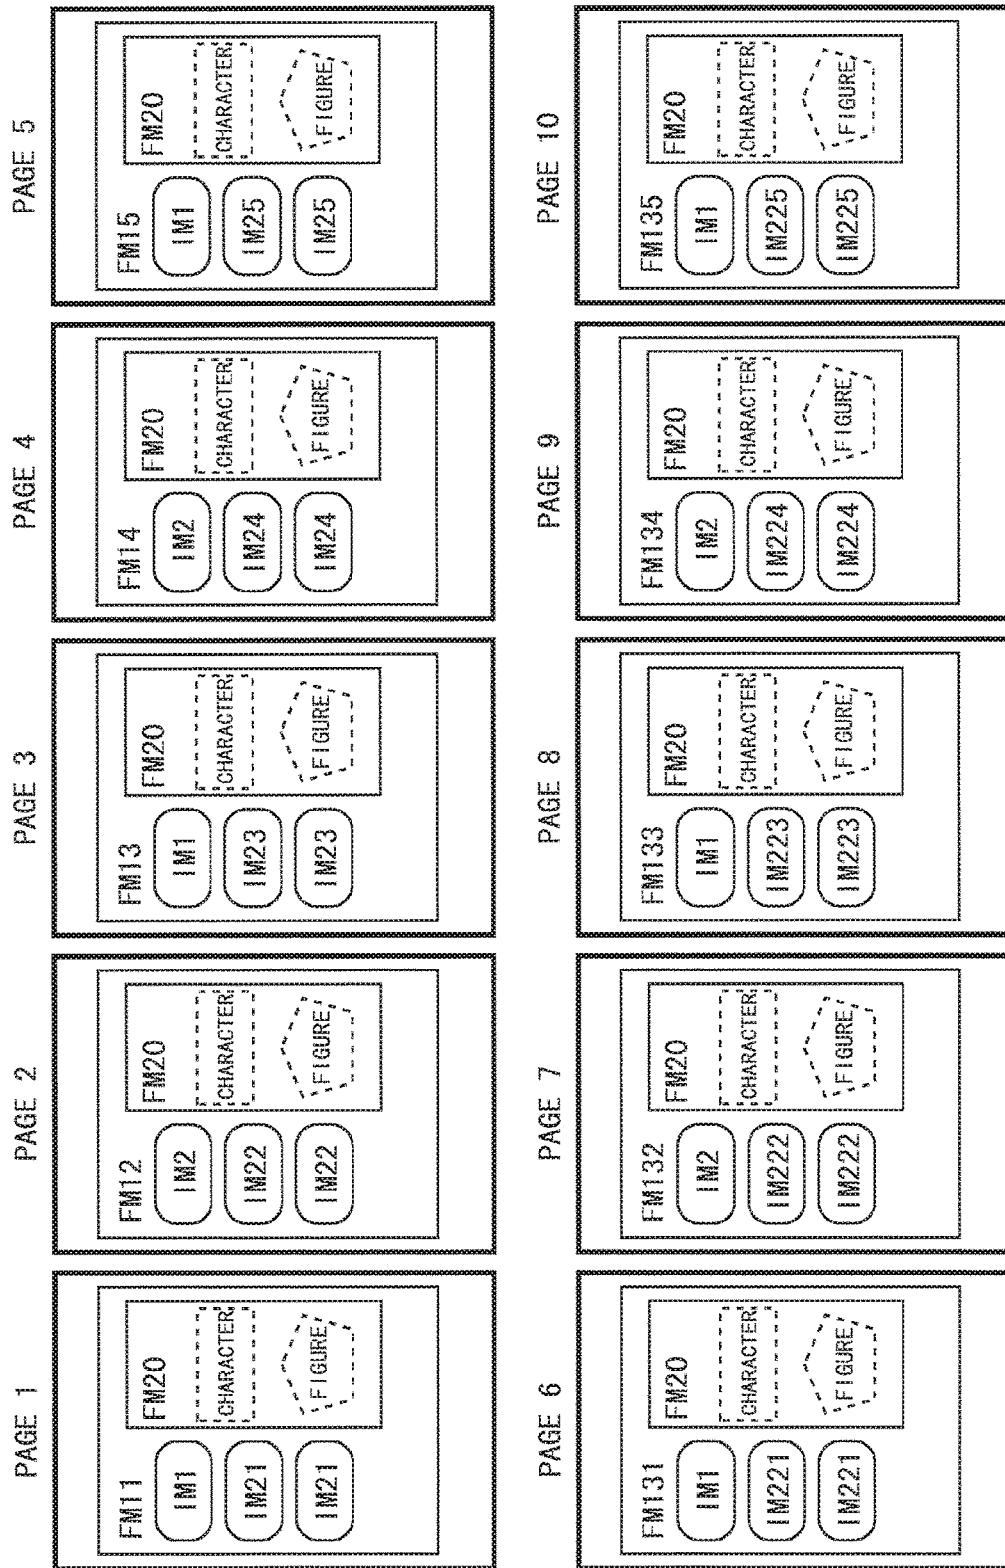 PAGE 1
FM11
IM1
IM21
IM21
FM20
CHARACTER
FIGURE
PAGE 2
FM12
IM2
IM22
IM22
FM20
CHARACTER
FIGURE
PAGE 3
FM13
IM1
IM23
IM23
FM20
CHARACTER
FIGURE
PAGE 4
FM14
IM2
IM24
IM24
FM20
CHARACTER
FIGURE
PAGE 5
FM15
IM1
IM25
IM25
FM20
CHARACTER
FIGURE
PAGE 6
FM131
IM1
IM221
IM221
FM20
CHARACTER
FIGURE
PAGE 7
FM132
IM2
IM222
IM222
FM20
CHARACTER
FIGURE
PAGE 8
FM133
IM1
IM223
IM223
FM20
CHARACTER
FIGURE
PAGE 9
FM134
IM2
IM224
IM224
FM20
CHARACTER
FIGURE
PAGE 10
FM135
IM1
IM225
IM225
FM20
CHARACTER
FIGURE